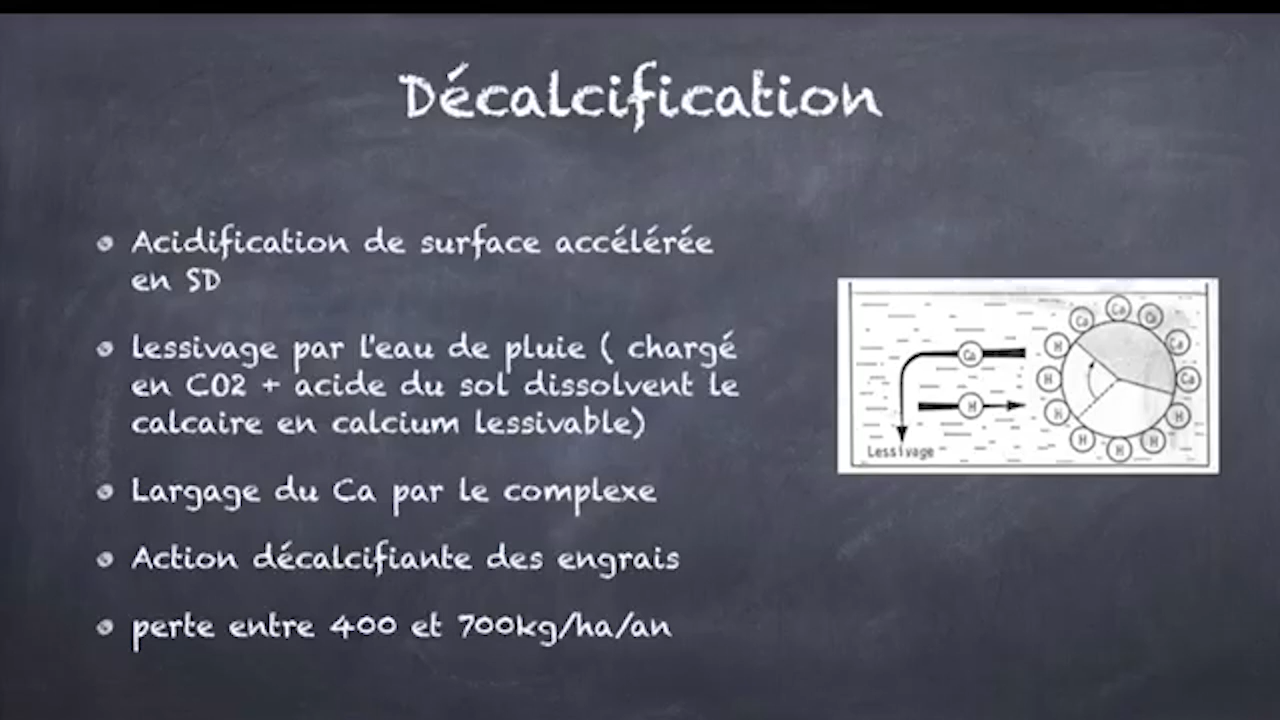 Décalcification
Acidification de surface accélérée
en SD
lessivage par l'eau de pluie ( chargé
en CO2 + acide du sol dissolvent le
calcaire en calcium lessivable)
Largage du Ca par le complexe
Action décalcifiante des engrais
perte entre 400 et 700kg/ha/an
Ca
Ca
Ca
H
Ca
Ca
H
Ca
H
H
H
H
H
H
H
Lessivage